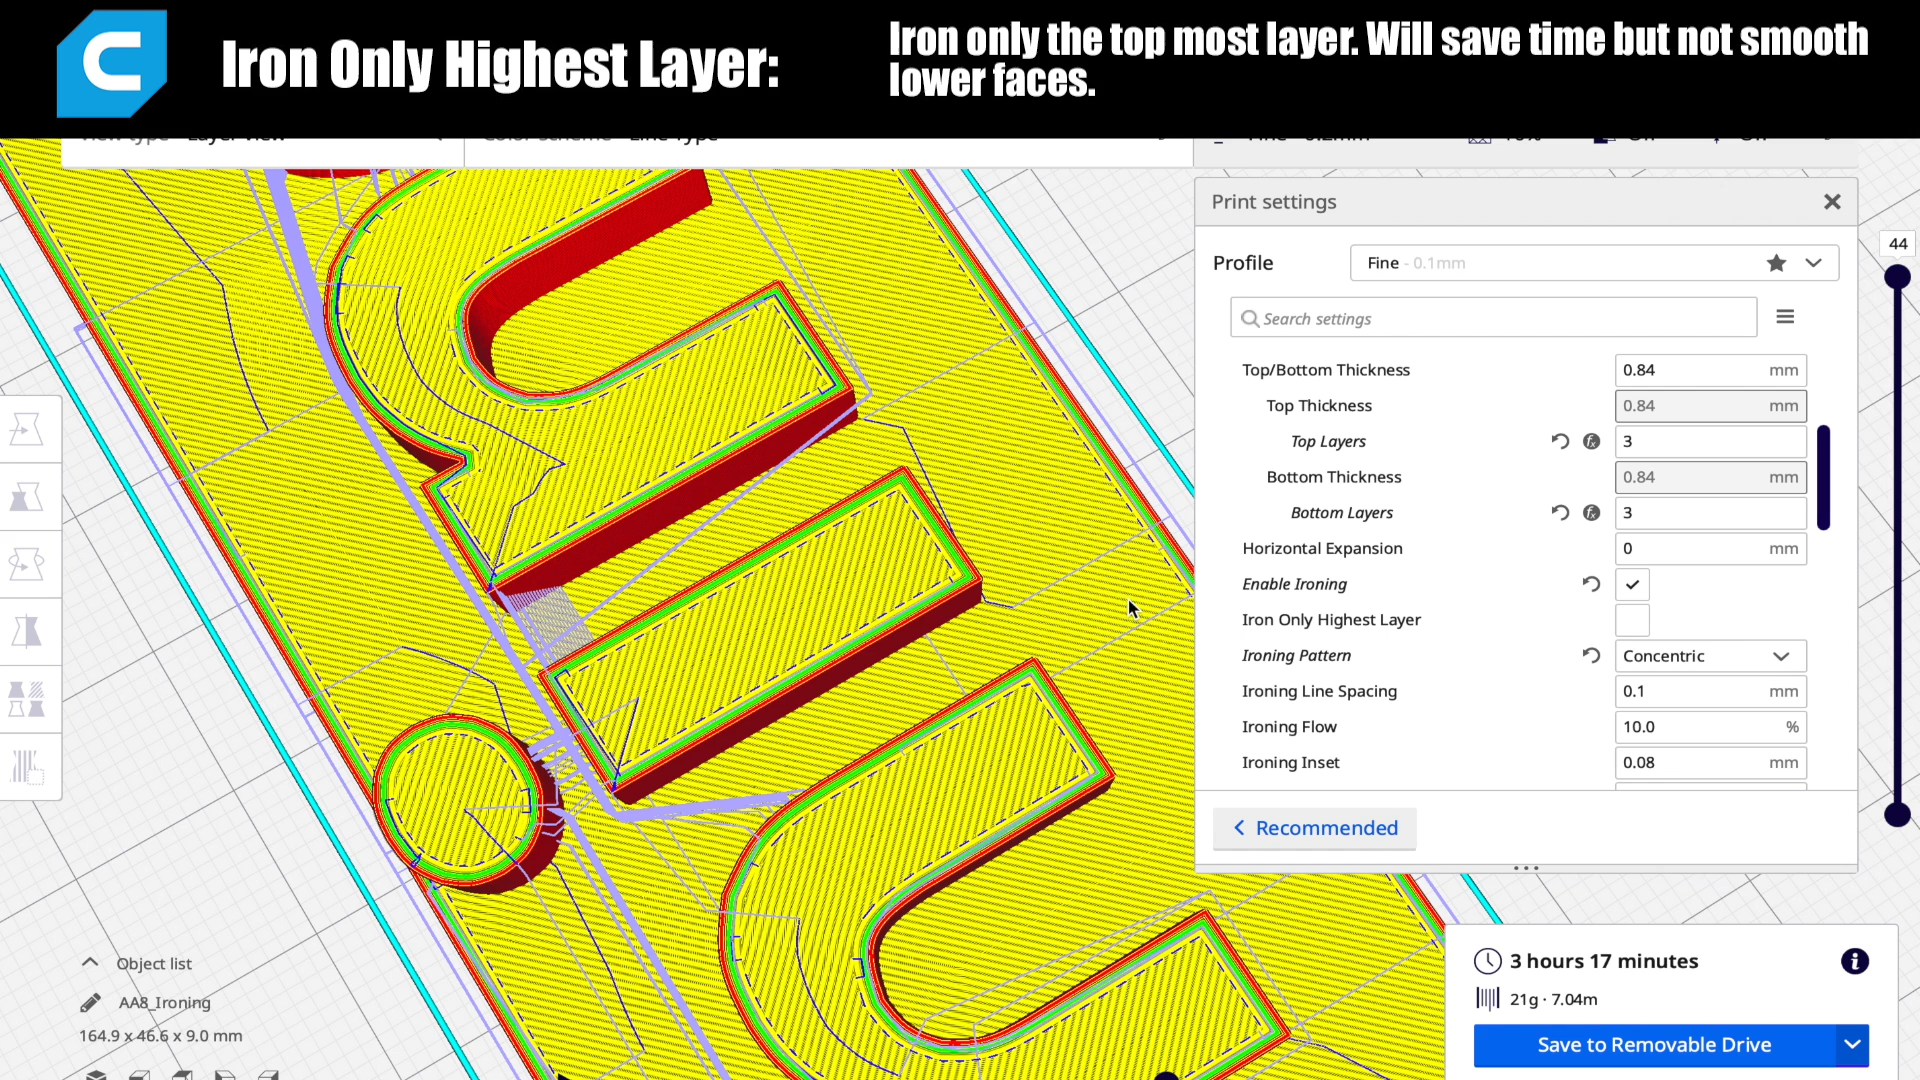 Iron Only Highest Layer:
Iron only the top most layer. Will save time but not smooth
lower faces.
Print settings
44
Profile
Fine - 0.1mm
Search settings
Top/Bottom Thickness
0.84 mm
Top Thickness
0.84 mm
Top Layers
3
Bottom Thickness
0.84 mm
Bottom Layers
3
Horizontal Expansion
0 mm
Enable Ironing
Iron Only Highest Layer
Ironing Pattern
Concentric
Ironing Line Spacing
0.1 mm
Ironing Flow
10.0 %
Ironing Inset
0.08 mm
Recommended
Object list
AA8_Ironing
164.9 x 46.6 x 9.0 mm
3 hours 17 minutes
21g · 7.04m
Save to Removable Drive